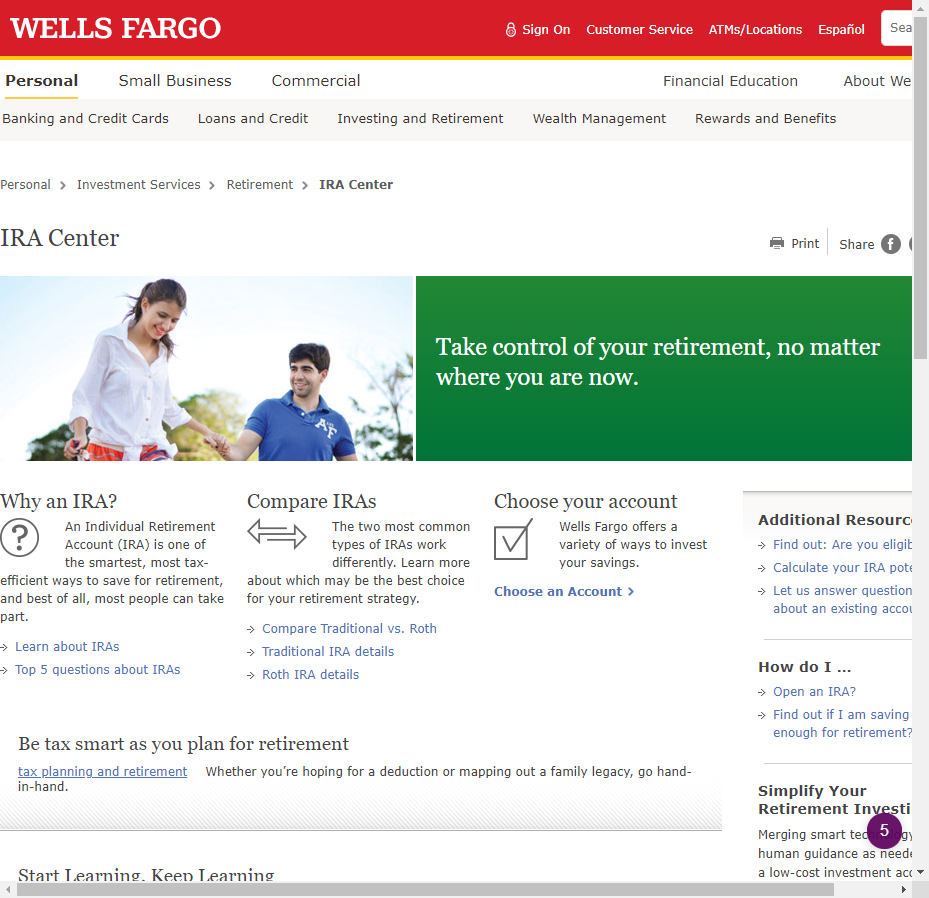 WELLS FARGO
Sign On Customer Service ATMs/Locations Español Sea
Personal Small Business Commercial Financial Education About We
Banking and Credit Cards Loans and Credit Investing and Retirement Wealth Management Rewards and Benefits
Personal Investment Services Retirement IRA Center
IRA Center
Print Share f
Take control of your retirement, no matter
where you are now.
AF
Why an IRA?
? An Individual Retirement
Account (IRA) is one of
the smartest, most tax-
efficient ways to save for retirement,
and best of all, most people can take
part.
Learn about IRAs
Top 5 questions about IRAs
Compare IRAs
The two most common
types of IRAs work
differently. Learn more
about which may be the best choice
for your retirement strategy.
Compare Traditional vs. Roth
Traditional IRA details
Roth IRA details
Choose your account
Wells Fargo offers a
variety of ways to invest
your savings.
Choose an Account
Be tax smart as you plan for retirement
tax planning and retirement Whether you’re hoping for a deduction or mapping out a family legacy, go hand-
in-hand.
Start Learning. Keep Learning
Additional Resourc
Find out: Are you eligib
Calculate your IRA pote
Let us answer question
about an existing accou
How do I ...
Open an IRA?
Find out if I am saving
enough for retirement?
Simplify Your
Retirement Investi
Merging smart tec gy
human guidance as neede
a low-cost investment acc
5